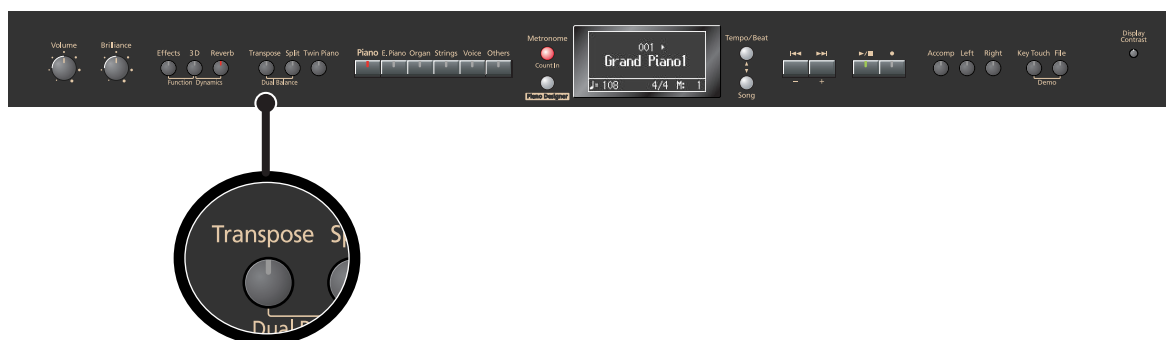 Volume
Brilliance
Effects 3D Reverb
Function Dynamics
Transpose Split Twin Piano
Dual Balance
Piano E. Piano Organ Strings Voice Others
Metronome
Count In
Piano Designer
001
Grand Piano1
♩= 108 4/4 M: 1
Tempo/Beat
Song
− +
Accomp Left Right
Key Touch File
Demo
Display
Contrast
Transpose Sp
Dual B